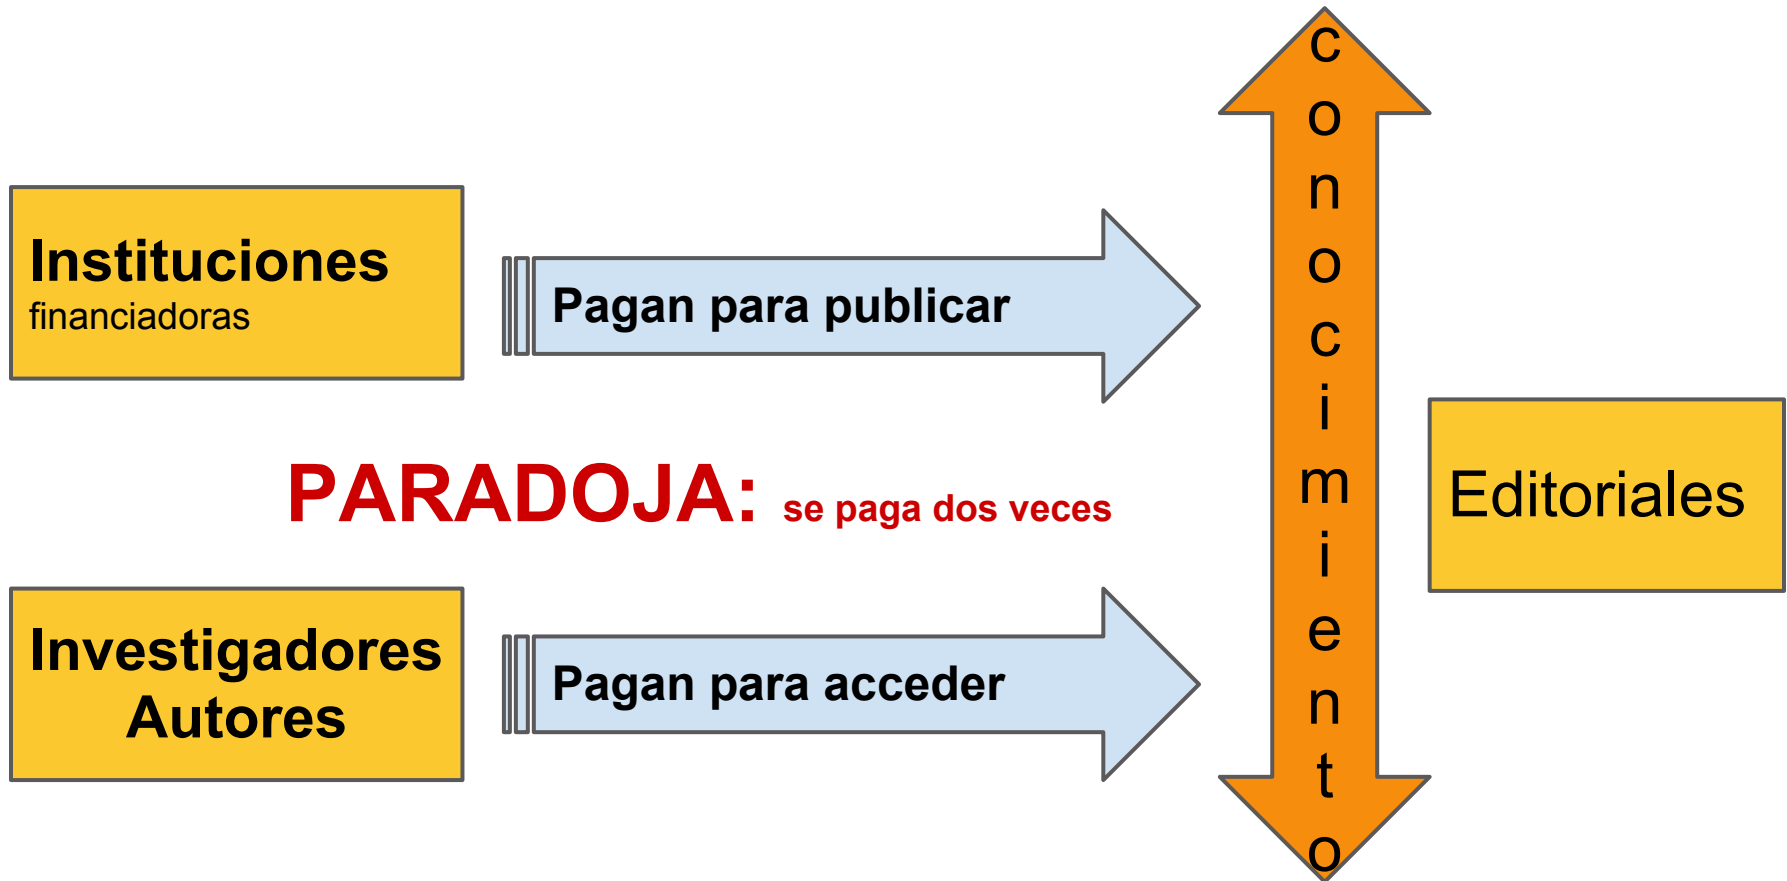 Instituciones
financiadoras
Pagan para publicar
PARADOJA: se paga dos veces
Investigadores
Autores
Pagan para acceder
conocimiento
Editoriales